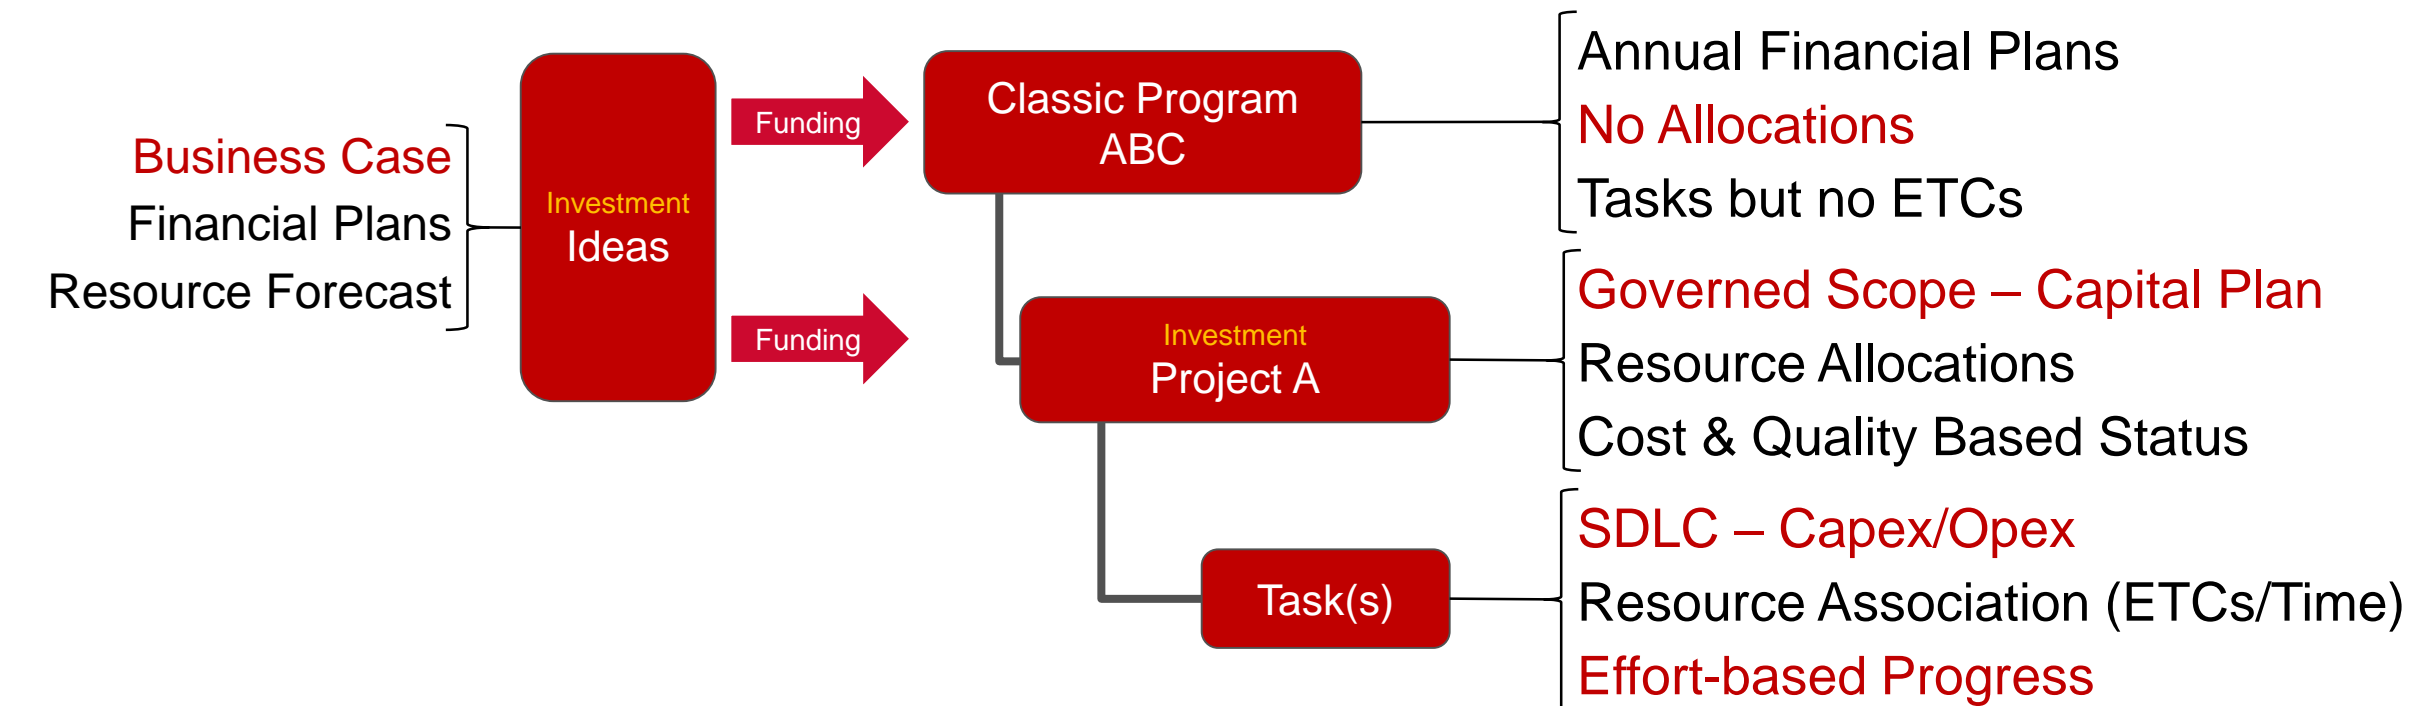 Business Case
Financial Plans
Resource Forecast
Investment
Ideas
Funding
Funding
Classic Program
ABC
Annual Financial Plans
No Allocations
Tasks but no ETCs
Investment
Project A
Governed Scope – Capital Plan
Resource Allocations
Cost & Quality Based Status
Task(s)
SDLC – Capex/Opex
Resource Association (ETCs/Time)
Effort-based Progress